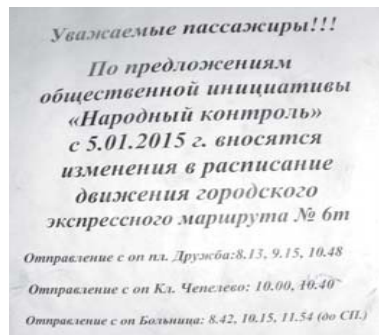 Уважаемые пассажиры!!!
По предложениям
общественной инициативы
«Народный контроль»
с 5.01.2015 г. вносятся
изменения в расписание
движения городского
экспрессного маршрута № 6т
Отправление с оп пл. Дружба:8.13, 9.15, 10.48
Отправление с оп Кл. Чепелево: 10.00, 10.40
Отправление с оп Больница: 8.42, 10.15, 11.54 (до СП.)